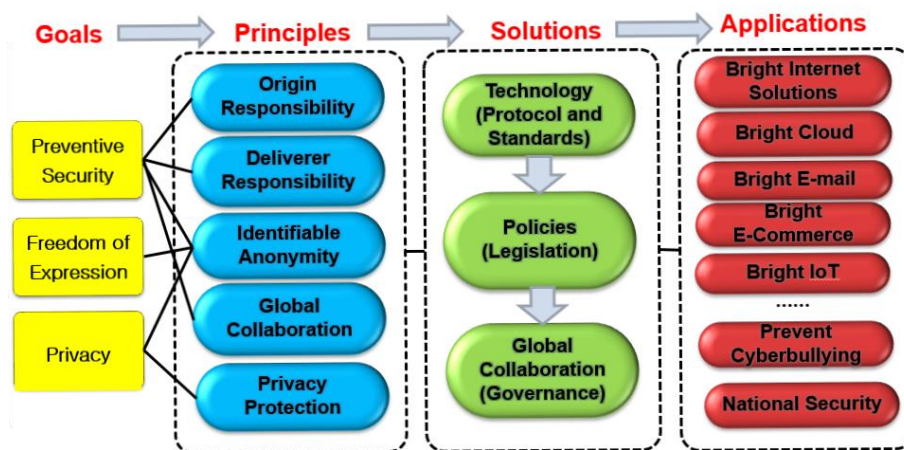 Goals
Principles
Solutions
Applications
Preventive
Security
Freedom of
Expression
Privacy
Origin
Responsibility
Deliverer
Responsibility
Identifiable
Anonymity
Global
Collaboration
Privacy
Protection
Technology
(Protocol and
Standards)
Policies
(Legislation)
Global
Collaboration
(Governance)
Bright Internet
Solutions
Bright Cloud
Bright E-mail
Bright
E-Commerce
Bright IoT
......
Prevent
Cyberbullying
National Security